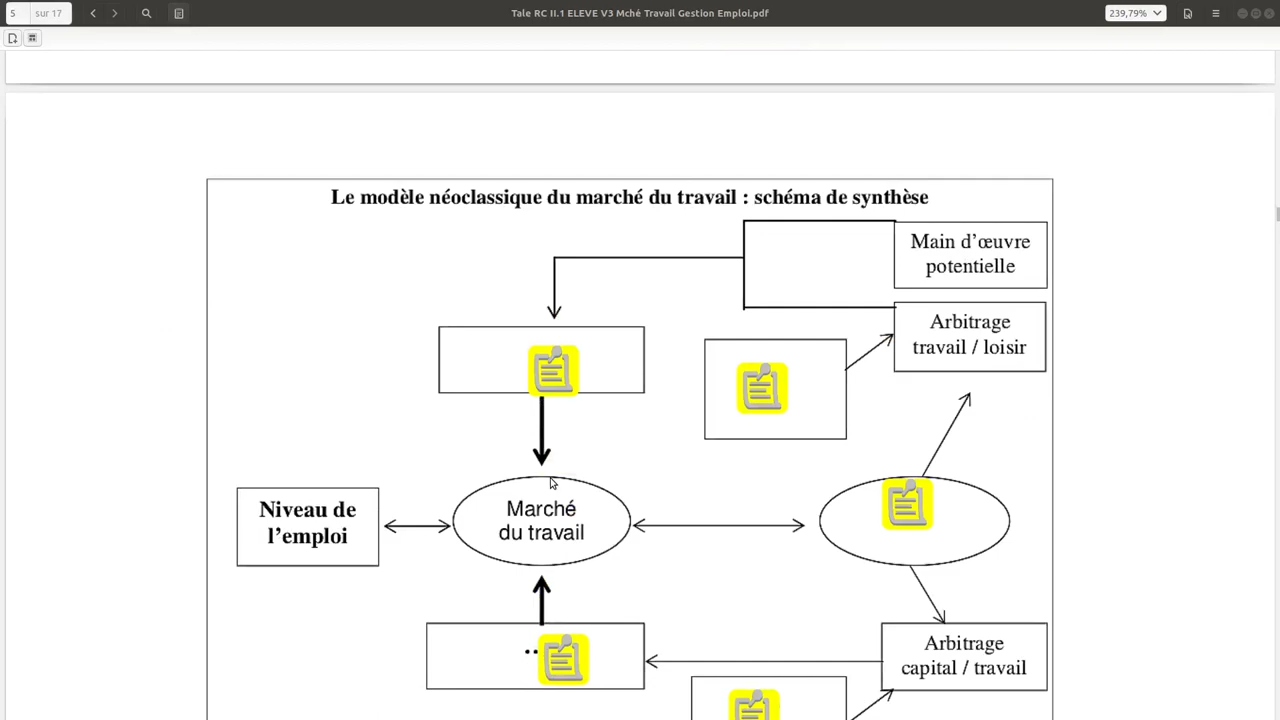 5 sur 17
Tale RC II.1 ELEVE V3 Mché Travail Gestion Emploi.pdf
239,79%
Le modèle néoclassique du marché du travail : schéma de synthèse
Main d’œuvre
potentielle
Arbitrage
travail / loisir
Niveau de
l’emploi
Marché
du travail
..
Arbitrage
capital / travail